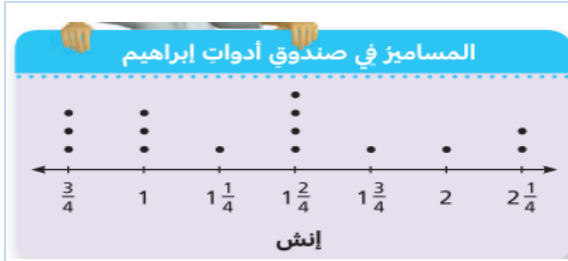 المساميرُ فِي صندوقِ أدواتِ إبراهيم
3/4 1 1 1/4 1 2/4 1 3/4 2 2 1/4
إنش